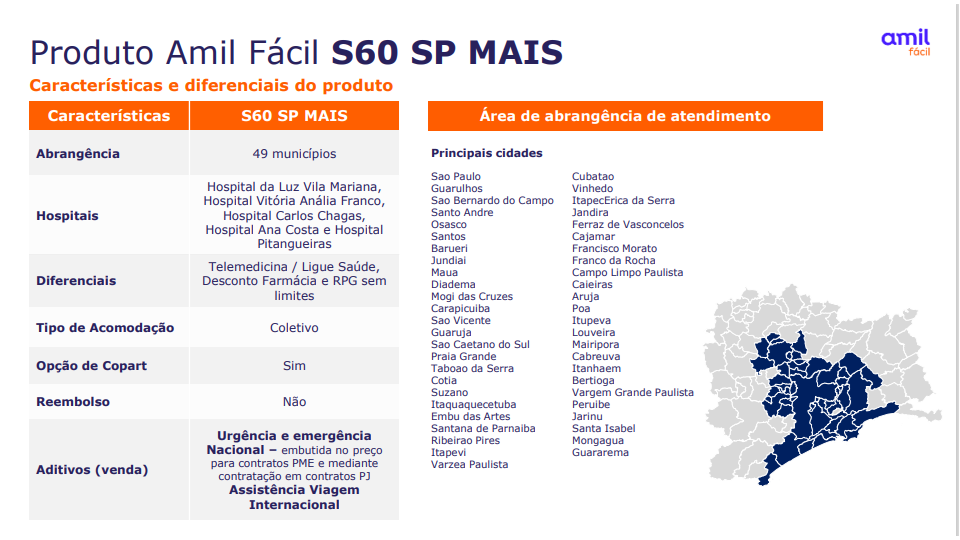 Produto Amil Fácil S60 SP MAIS
amil
fácil
Características e diferenciais do produto
Características
S60 SP MAIS
Abrangência
49 municípios
Hospitais
Hospital da Luz Vila Mariana,
Hospital Vitória Anália Franco,
Hospital Carlos Chagas,
Hospital Ana Costa e Hospital
Pitangueiras
Diferenciais
Telemedicina / Ligue Saúde,
Desconto Farmácia e RPG sem
limites
Tipo de Acomodação
Coletivo
Opção de Copart
Sim
Reembolso
Não
Aditivos (venda)
Urgência e emergência
Nacional – embutida no preço
para contratos PME e mediante
contratação em contratos PJ
Assistência Viagem
Internacional
Área de abrangência de atendimento
Principais cidades
Sao Paulo
Guarulhos
Sao Bernardo do Campo
Santo Andre
Osasco
Santos
Barueri
Jundiai
Maua
Diadema
Mogi das Cruzes
Carapicuiba
Sao Vicente
Guaruja
Sao Caetano do Sul
Praia Grande
Taboao da Serra
Cotia
Suzano
Itaquaquecetuba
Embu das Artes
Santana de Parnaiba
Ribeirao Pires
Itapevi
Varzea Paulista
Cubatao
Vinhedo
ItapecErica da Serra
Jandira
Ferraz de Vasconcelos
Cajamar
Francisco Morato
Franco da Rocha
Campo Limpo Paulista
Caieiras
Aruja
Poa
Itupeva
Louveira
Mairipora
Cabreuva
Itanhaem
Bertioga
Vargem Grande Paulista
Peruibe
Jarinu
Santa Isabel
Mongagua
Guararema